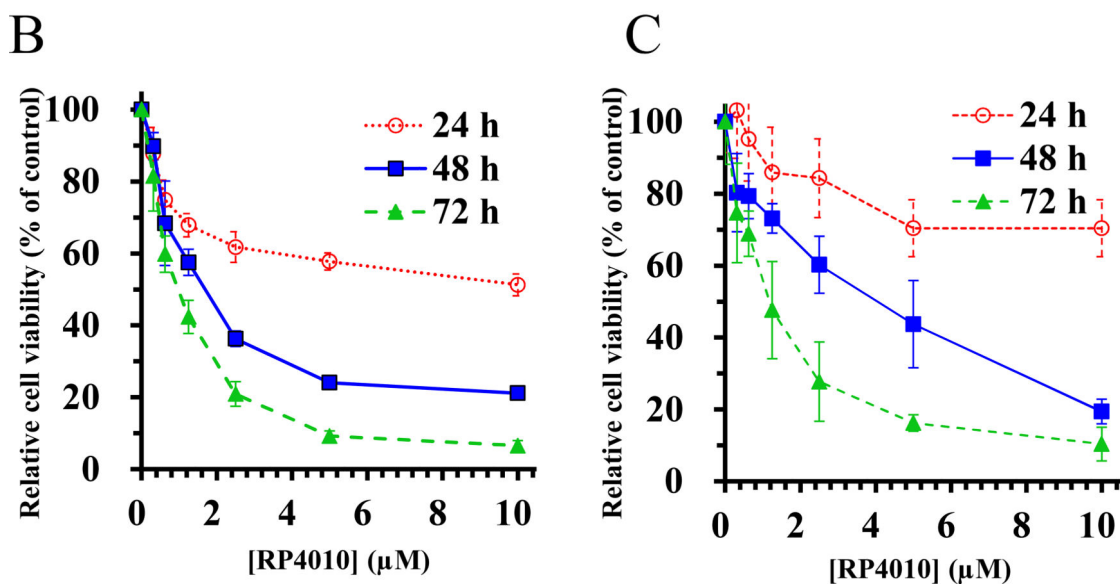 B
Relative cell viability (% of control)
100
80
60
40
20
0
24 h
48 h
72 h
0 2 4 6 8 10
[RP4010] (µM)
C
Relative cell viability (% of control)
100
80
60
40
20
0
24 h
48 h
72 h
0 2 4 6 8 10
[RP4010] (µM)